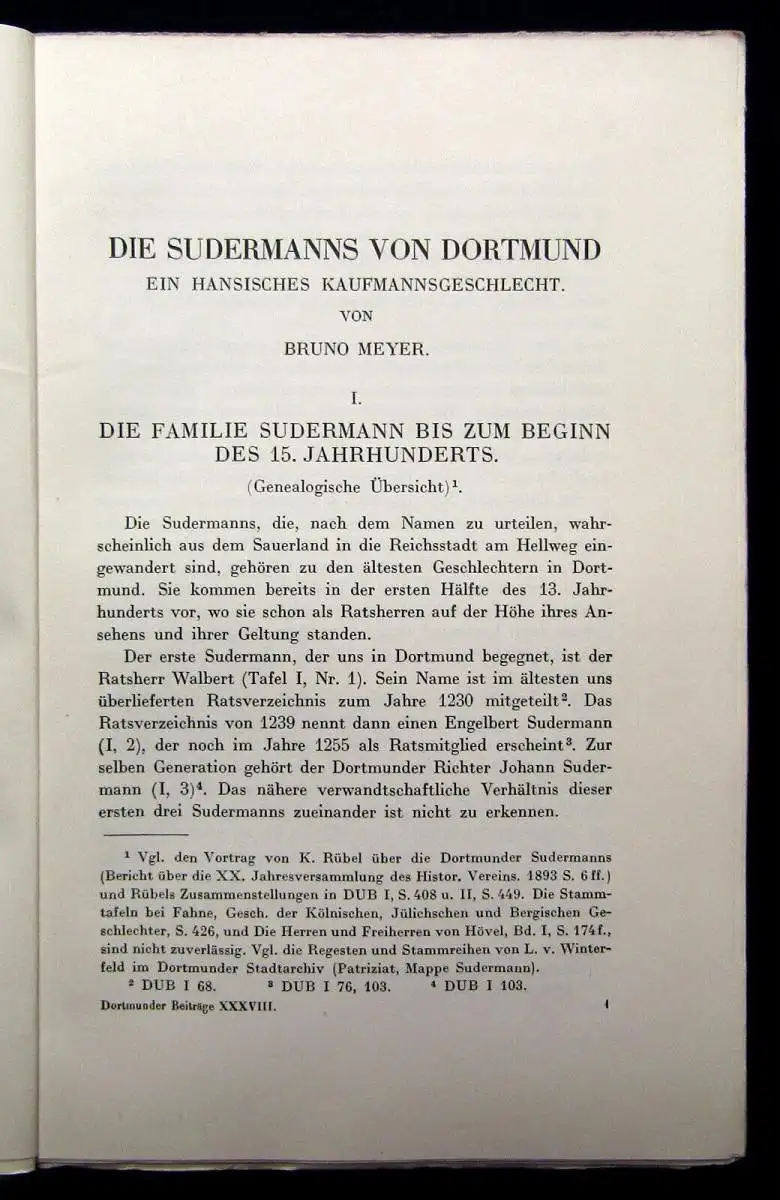 DIE SUDERMANNS VON DORTMUND
EIN HANSISCHES KAUFMANNSGESCHLECHT.
VON
BRUNO MEYER.
I.
DIE FAMILIE SUDERMANN BIS ZUM BEGINN
DES 15. JAHRHUNDERTS.
(Genealogische Übersicht)¹.
Die Sudermanns, die, nach dem Namen zu urteilen, wahr-
scheinlich aus dem Sauerland in die Reichsstadt am Hellweg ein-
gewandert sind, gehören zu den ältesten Geschlechtern in Dort-
mund. Sie kommen bereits in der ersten Hälfte des 13. Jahr-
hunderts vor, wo sie schon als Ratsherren auf der Höhe ihres An-
sehens und ihrer Geltung standen.
Der erste Sudermann, der uns in Dortmund begegnet, ist der
Ratsherr Walbert (Tafel I, Nr. 1). Sein Name ist im ältesten uns
überlieferten Ratsverzeichnis zum Jahre 1230 mitgeteilt². Das
Ratsverzeichnis von 1239 nennt dann einen Engelbert Sudermann
(I, 2), der noch im Jahre 1255 als Ratsmitglied erscheint³. Zur
selben Generation gehört der Dortmunder Richter Johann Suder-
mann (I, 3)⁴. Das nähere verwandtschaftliche Verhältnis dieser
ersten drei Sudermanns zueinander ist nicht zu erkennen.
¹ Vgl. den Vortrag von K. Rübel über die Dortmunder Sudermanns
(Bericht über die XX. Jahresversammlung des Histor. Vereins. 1893 S. 6 ff.)
und Rübels Zusammenstellungen in DUB I, S. 408 u. II, S. 449. Die Stamm-
tafeln bei Fahne, Gesch. der Kölnischen, Jülichschen und Bergischen Ge-
schlechter, S. 426, und Die Herren und Freiherren von Hövel, Bd. I, S. 174 f.,
sind nicht zuverlässig. Vgl. die Regesten und Stammreihen von L. v. Winter-
feld im Dortmunder Stadtarchiv (Patriziat, Mappe Sudermann).
² DUB I 68. ³ DUB I 76, 103. ⁴ DUB I 103.
Dortmunder Beiträge XXXVIII. 1